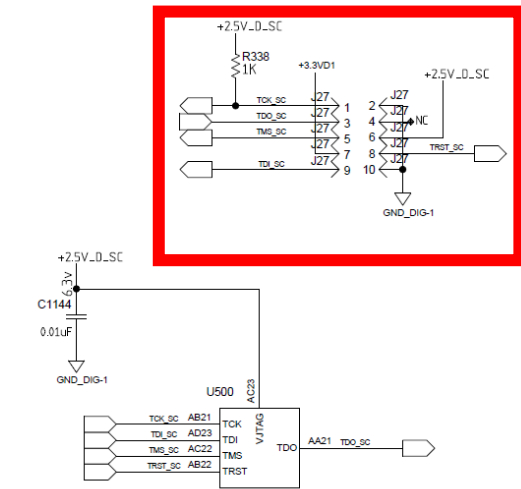 +2.5V_D_SC
R338
1K
+3.3VD1
+2.5V_D_SC
TCK_SC J27 1 2 J27
TDO_SC J27 3 4 J27 NC
TMS_SC J27 5 6 J27
J27 7 8 J27 TRST_SC
TDI_SC J27 9 10 J27
GND_DIG-1
+2.5V_D_SC
6.3V
C1144
0.01uF
GND_DIG-1
U500
AC23
VJTAG
TCK_SC AB21 TCK
TDI_SC AD23 TDI
TMS_SC AC22 TMS
TRST_SC AB22 TRST
TDO AA21 TDO_SC